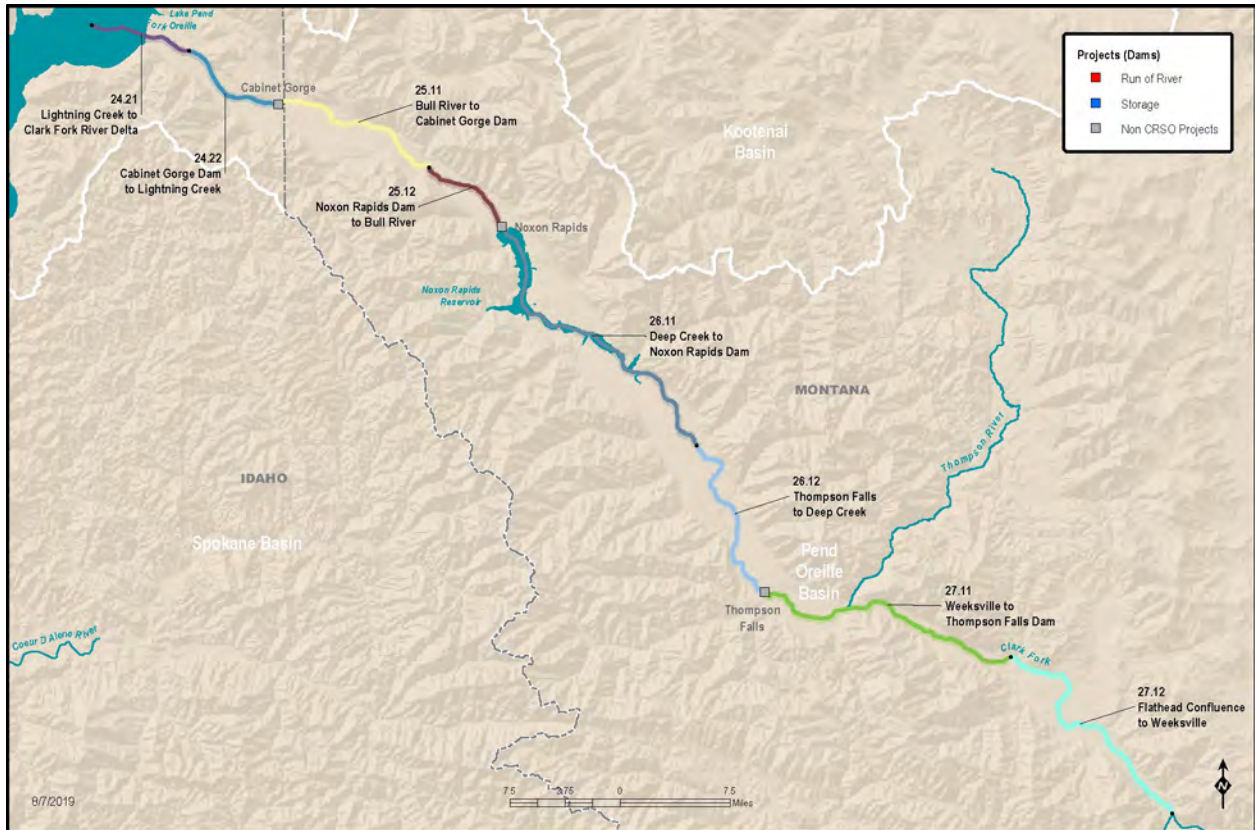 Lake Pend
Fork Oreille
24.21
Lightning Creek to
Clark Fork River Delta
24.22
Cabinet Gorge Dam
to Lightning Creek
Cabinet Gorge
25.11
Bull River to
Cabinet Gorge Dam
25.12
Noxon Rapids Dam
to Bull River
Noxon Rapids
Noxon Rapids
Reservoir
Kootenai
Basin
Projects (Dams)
Run of River
Storage
Non CRSO Projects
26.11
Deep Creek to
Noxon Rapids Dam
MONTANA
Thompson River
IDAHO
Spokane Basin
26.12
Thompson Falls
to Deep Creek
Pend
Oreille
Basin
Thompson
Falls
27.11
Weeksville to
Thompson Falls Dam
Clark Fork
Coeur D Alene River
27.12
Flathead Confluence
to Weeksville
8/7/2019
7.5 3.75 0 7.5
Miles
N